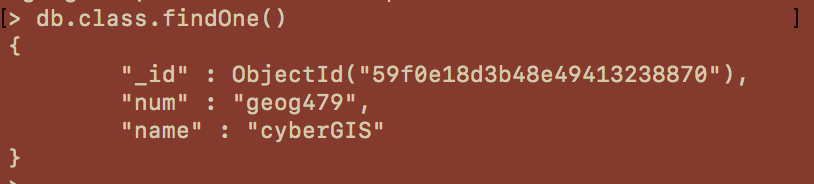 [> db.class.findOne() ]
{
"_id" : ObjectId("59f0e18d3b48e49413238870"),
"num" : "geog479",
"name" : "cyberGIS"
}